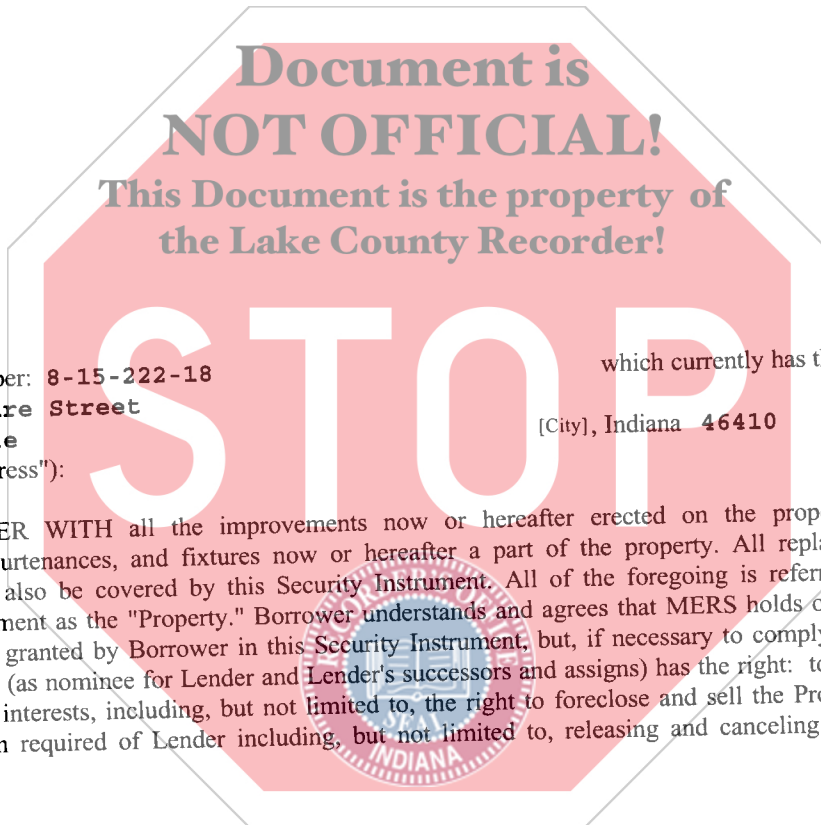 Document is
NOT OFFICIAL!
This Document is the property of
the Lake County Recorder!
STOP
ber: 8-15-222-18 which currently has th
re Street
[City], Indiana 46410
e
ress"):
ER WITH all the improvements now or hereafter erected on the prop
urtenances, and fixtures now or hereafter a part of the property. All repla
also be covered by this Security Instrument. All of the foregoing is referr
ment as the "Property." Borrower understands and agrees that MERS holds o
granted by Borrower in this Security Instrument, but, if necessary to comply
(as nominee for Lender and Lender's successors and assigns) has the right: to
interests, including, but not limited to, the right to foreclose and sell the Pro
n required of Lender including, but not limited to, releasing and canceling
RECORDER OF THE
SEAL
INDIANA